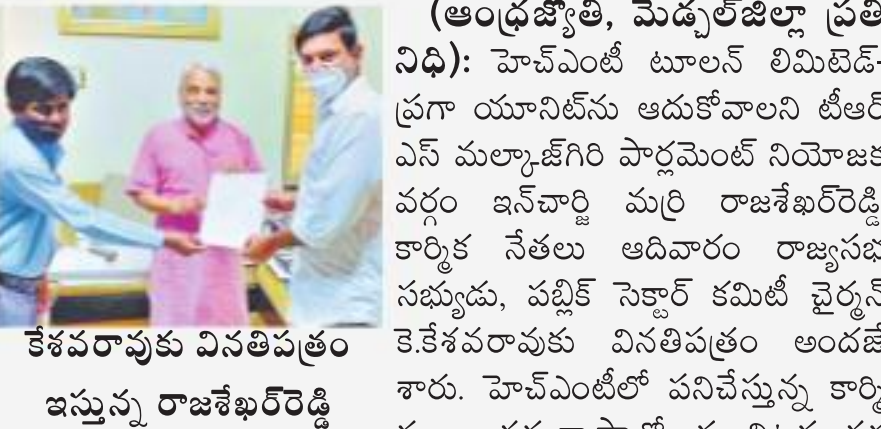 (ఆంధ్రజ్యోతి, మేడ్చల్‌జిల్లా ప్రతి
నిధి): హెచ్‌ఎంటీ టూలన్ లిమిటెడ్-
ప్రగా యూనిట్‌ను ఆదుకోవాలని టీఆర్
ఎస్ మల్కాజ్‌గిరి పార్లమెంట్ నియోజక
వర్గం ఇన్‌చార్జి మర్రి రాజశేఖర్‌రెడ్డి
కార్మిక నేతలు ఆదివారం రాజ్యసభ
సభ్యుడు, పబ్లిక్ సెక్టార్ కమిటీ చైర్మన్
కె.కేశవరావుకు వినతిపత్రం అందజే
శారు. హెచ్‌ఎంటీలో పనిచేస్తున్న కార్మి
కేశవరావుకు వినతిపత్రం
ఇస్తున్న రాజశేఖర్‌రెడ్డి